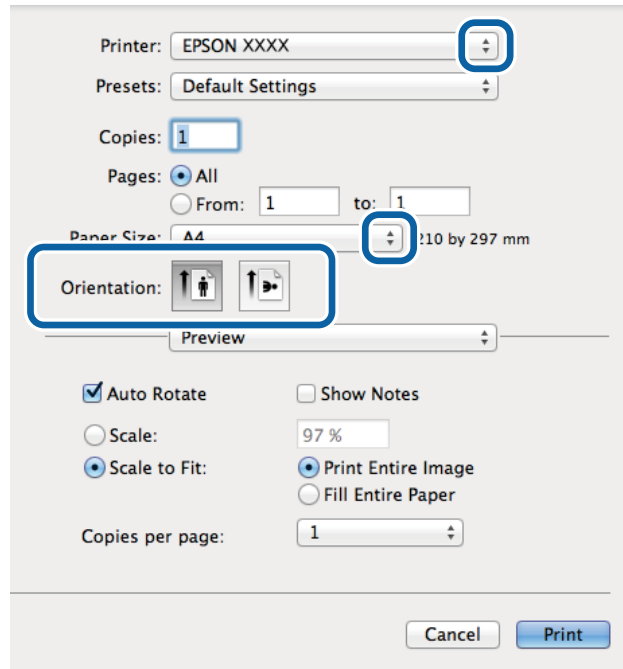 Printer: EPSON XXXX
Presets: Default Settings
Copies: 1
Pages: All
From: 1 to: 1
Paper Size: A4 210 by 297 mm
Orientation:
Preview
Auto Rotate Show Notes
Scale: 97 %
Scale to Fit: Print Entire Image
Fill Entire Paper
Copies per page: 1
Cancel Print